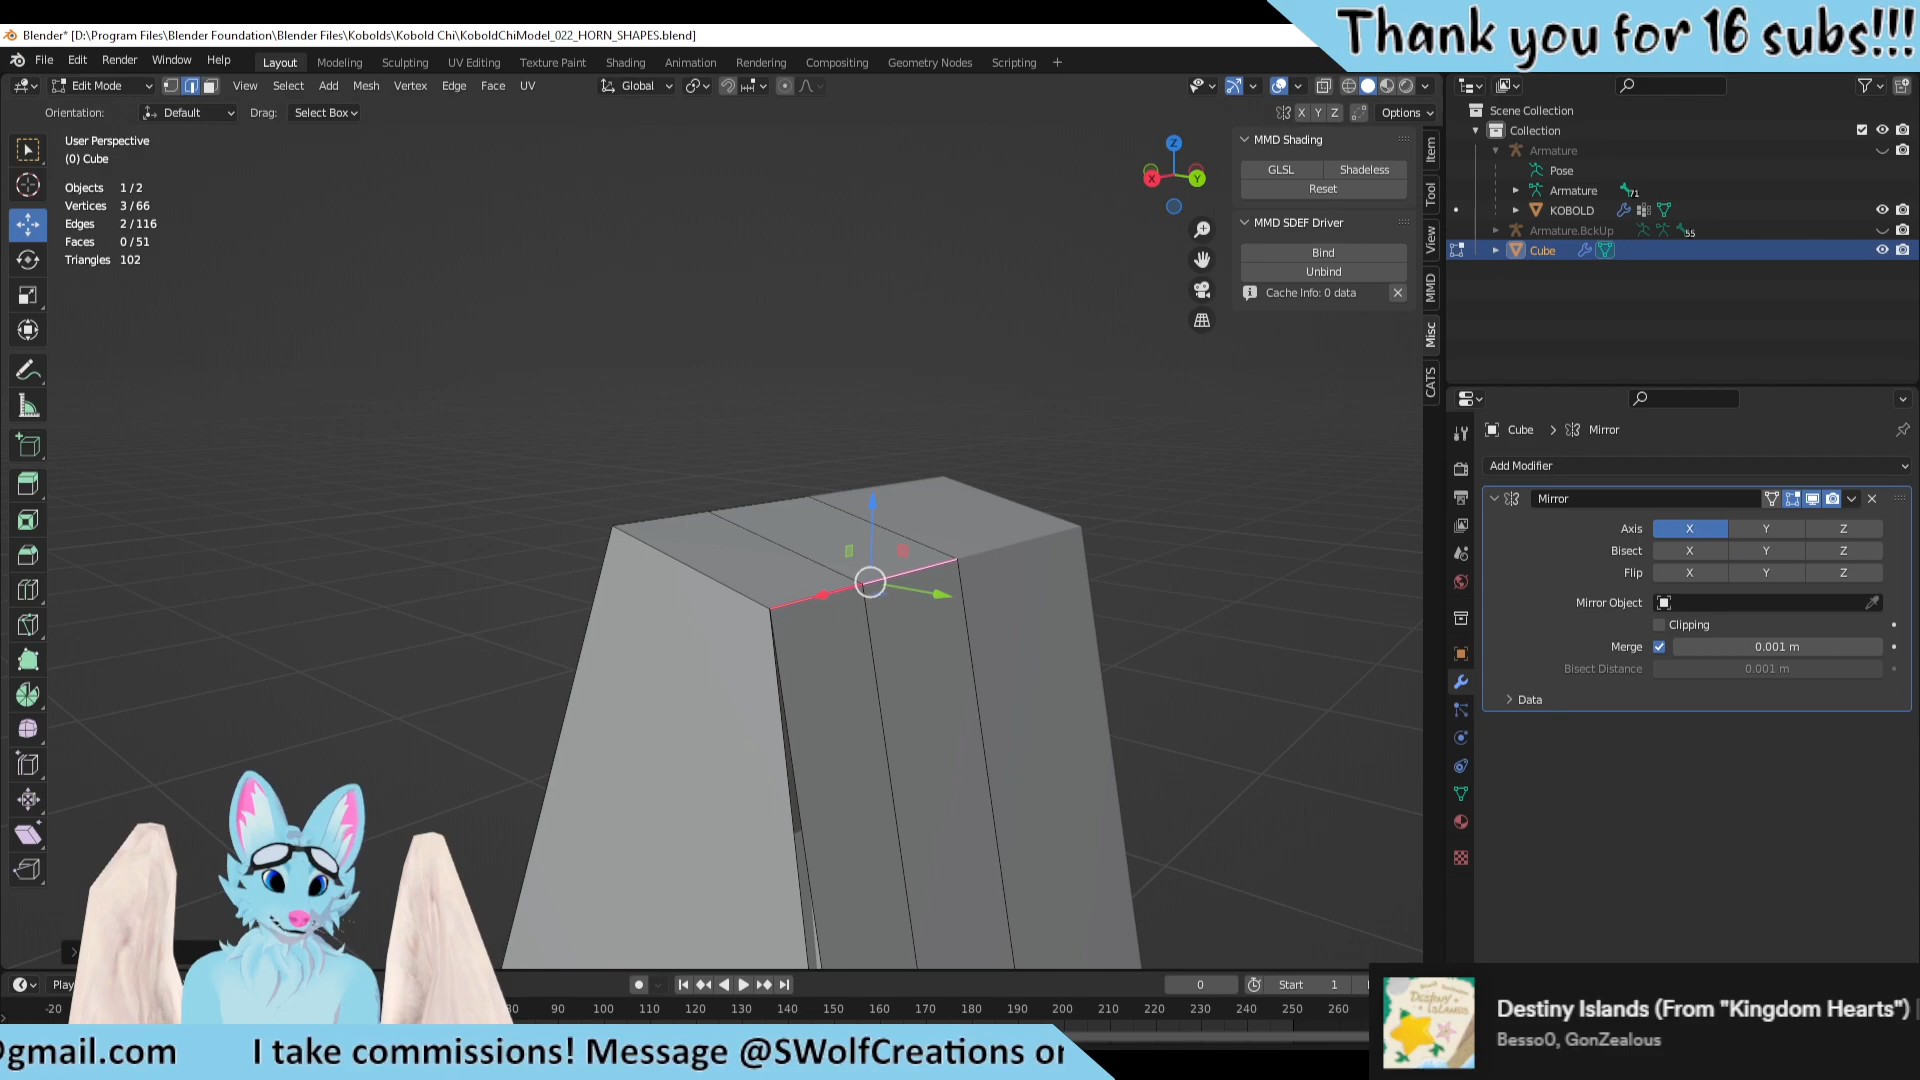 Thank you for 16 subs!!!
Blender* [D:\Program Files\Blender Foundation\Blender Files\Kobolds\Kobold Chi\KoboldChiModel_022_HORN_SHAPES.blend]
File Edit Render Window Help Layout Modeling Sculpting UV Editing Texture Paint Shading Animation Rendering Compositing Geometry Nodes Scripting +
Edit Mode View Select Add Mesh Vertex Edge Face UV Global
Orientation: Default Drag: Select Box X Y Z Options
User Perspective
(0) Cube
Objects 1 / 2
Vertices 3 / 66
Edges 2 / 116
Faces 0 / 51
Triangles 102
Z
X
Y
MMD Shading
GLSL Shadeless
Reset
MMD SDEF Driver
Bind
Unbind
Cache Info: 0 data
Item
Tool
View
MMD
Misc
CATS
Scene Collection
Collection
Armature
Pose
Armature 71
KOBOLD
Armature.BckUp 55
Cube
Cube > Mirror
Add Modifier
Mirror
Axis X Y Z
Bisect X Y Z
Flip X Y Z
Mirror Object
Clipping
Merge 0.001 m
Bisect Distance 0.001 m
Data
Play 0 Start 1
-20 80 90 100 110 120 130 140 150 160 170 180 190 200 210 220 230 240 250 260
Destiny Islands (From "Kingdom Hearts")
Besso0, GonZealous
@gmail.com I take commissions! Message @SWolfCreations or